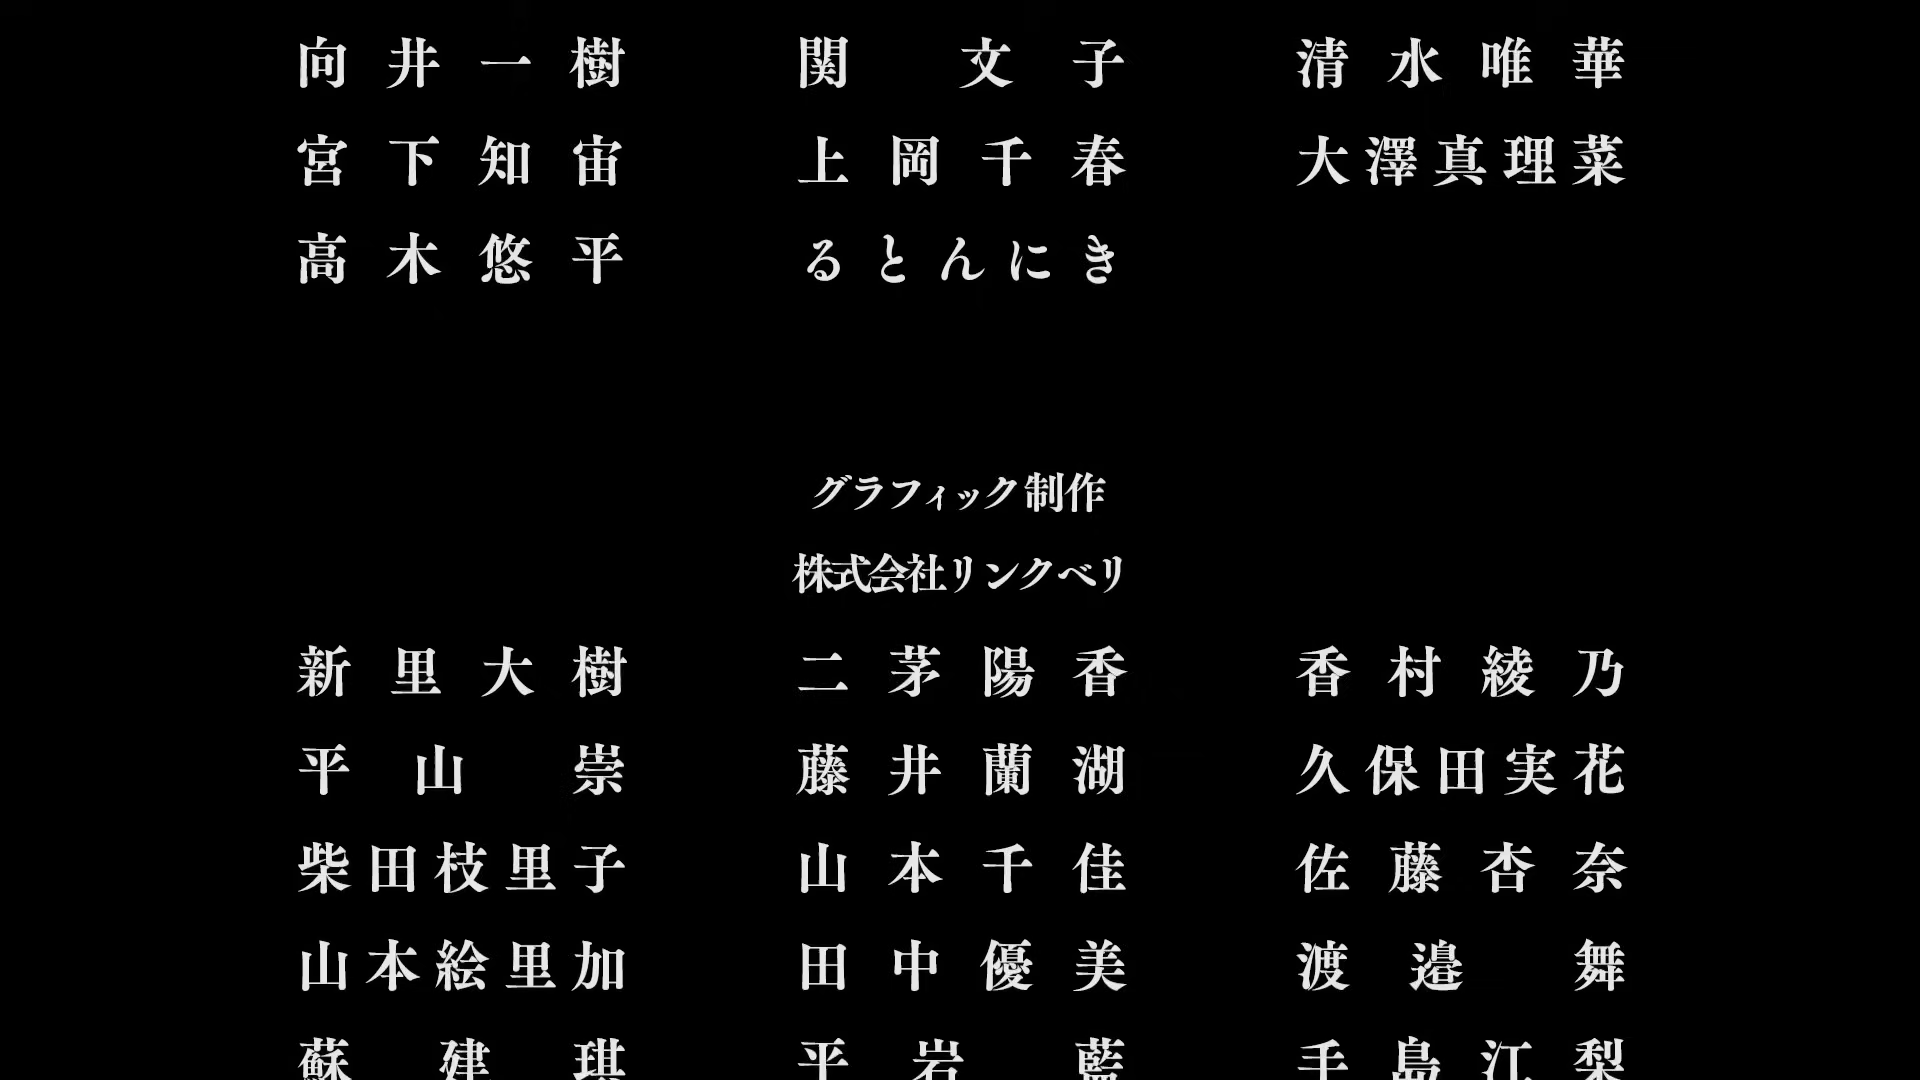 向井一樹 関文子 清水唯華
宮下知宙 上岡千春 大澤真理菜
高木悠平 るとんにき
グラフィック制作
株式会社リンクベリ
新里大樹 二茅陽香 香村綾乃
平山崇 藤井蘭湖 久保田実花
柴田枝里子 山本千佳 佐藤杏奈
山本絵里加 田中優美 渡邉舞
蘇建琪 平岩藍 手島江梨